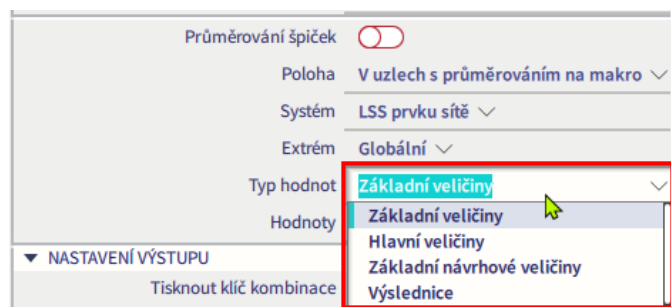 Průměrování špiček
Poloha V uzlech s průměrováním na makro
Systém LSS prvku sítě
Extrém Globální
Typ hodnot Základní veličiny
Hodnoty Základní veličiny
Hlavní veličiny
NASTAVENÍ VÝSTUPU Základní návrhové veličiny
Tisknout klíč kombinace Výslednice